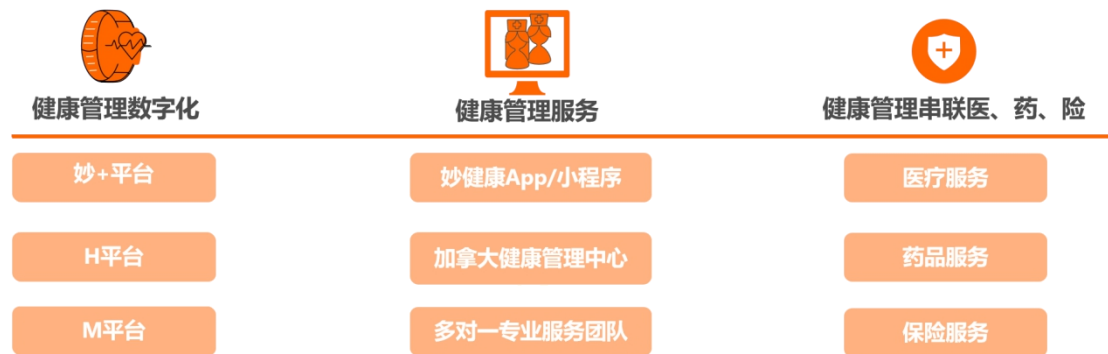 健康管理数字化
健康管理服务
健康管理串联医、药、险
妙+平台
妙健康App/小程序
医疗服务
H平台
加拿大健康管理中心
药品服务
M平台
多对一专业服务团队
保险服务